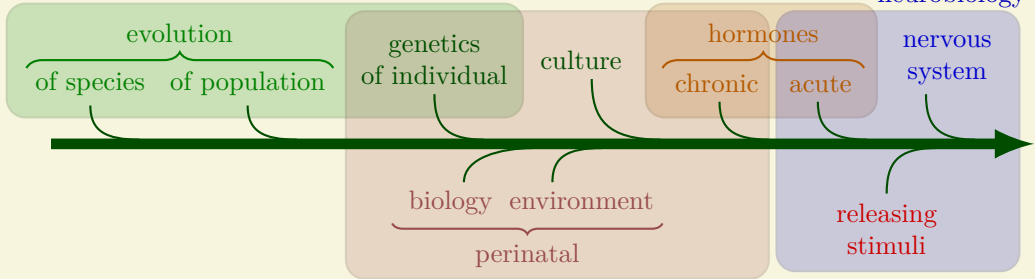 neurobiology
evolution
of species of population
genetics
of individual
culture
hormones
chronic acute
nervous
system
biology environment
perinatal
releasing
stimuli